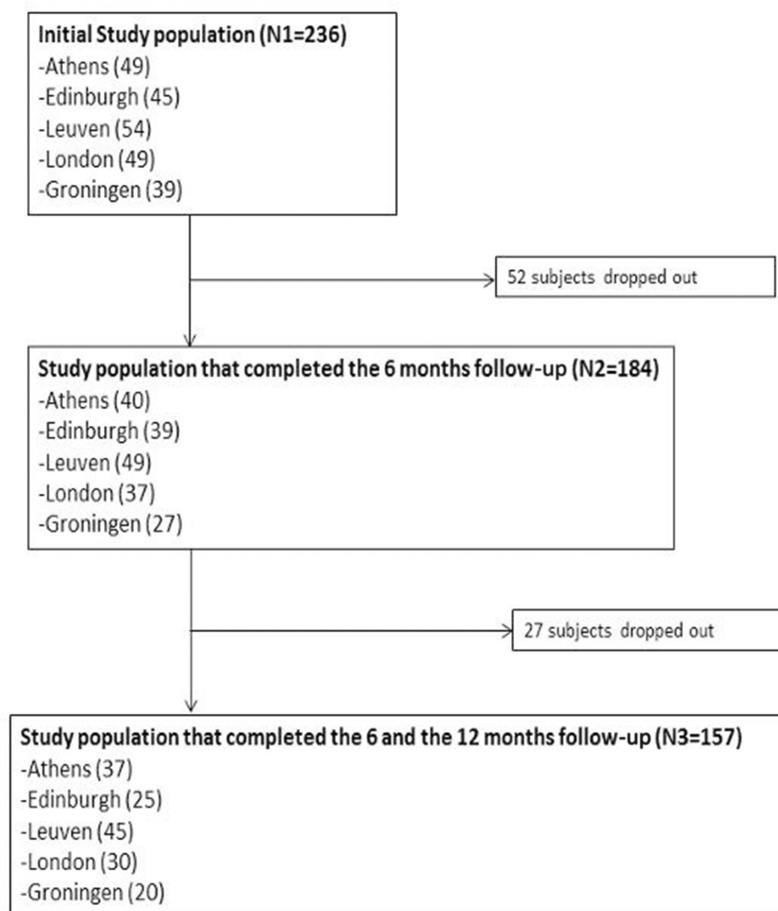 Initial Study population (N1=236)
-Athens (49)
-Edinburgh (45)
-Leuven (54)
-London (49)
-Groningen (39)
52 subjects dropped out
Study population that completed the 6 months follow-up (N2=184)
-Athens (40)
-Edinburgh (39)
-Leuven (49)
-London (37)
-Groningen (27)
27 subjects dropped out
Study population that completed the 6 and the 12 months follow-up (N3=157)
-Athens (37)
-Edinburgh (25)
-Leuven (45)
-London (30)
-Groningen (20)